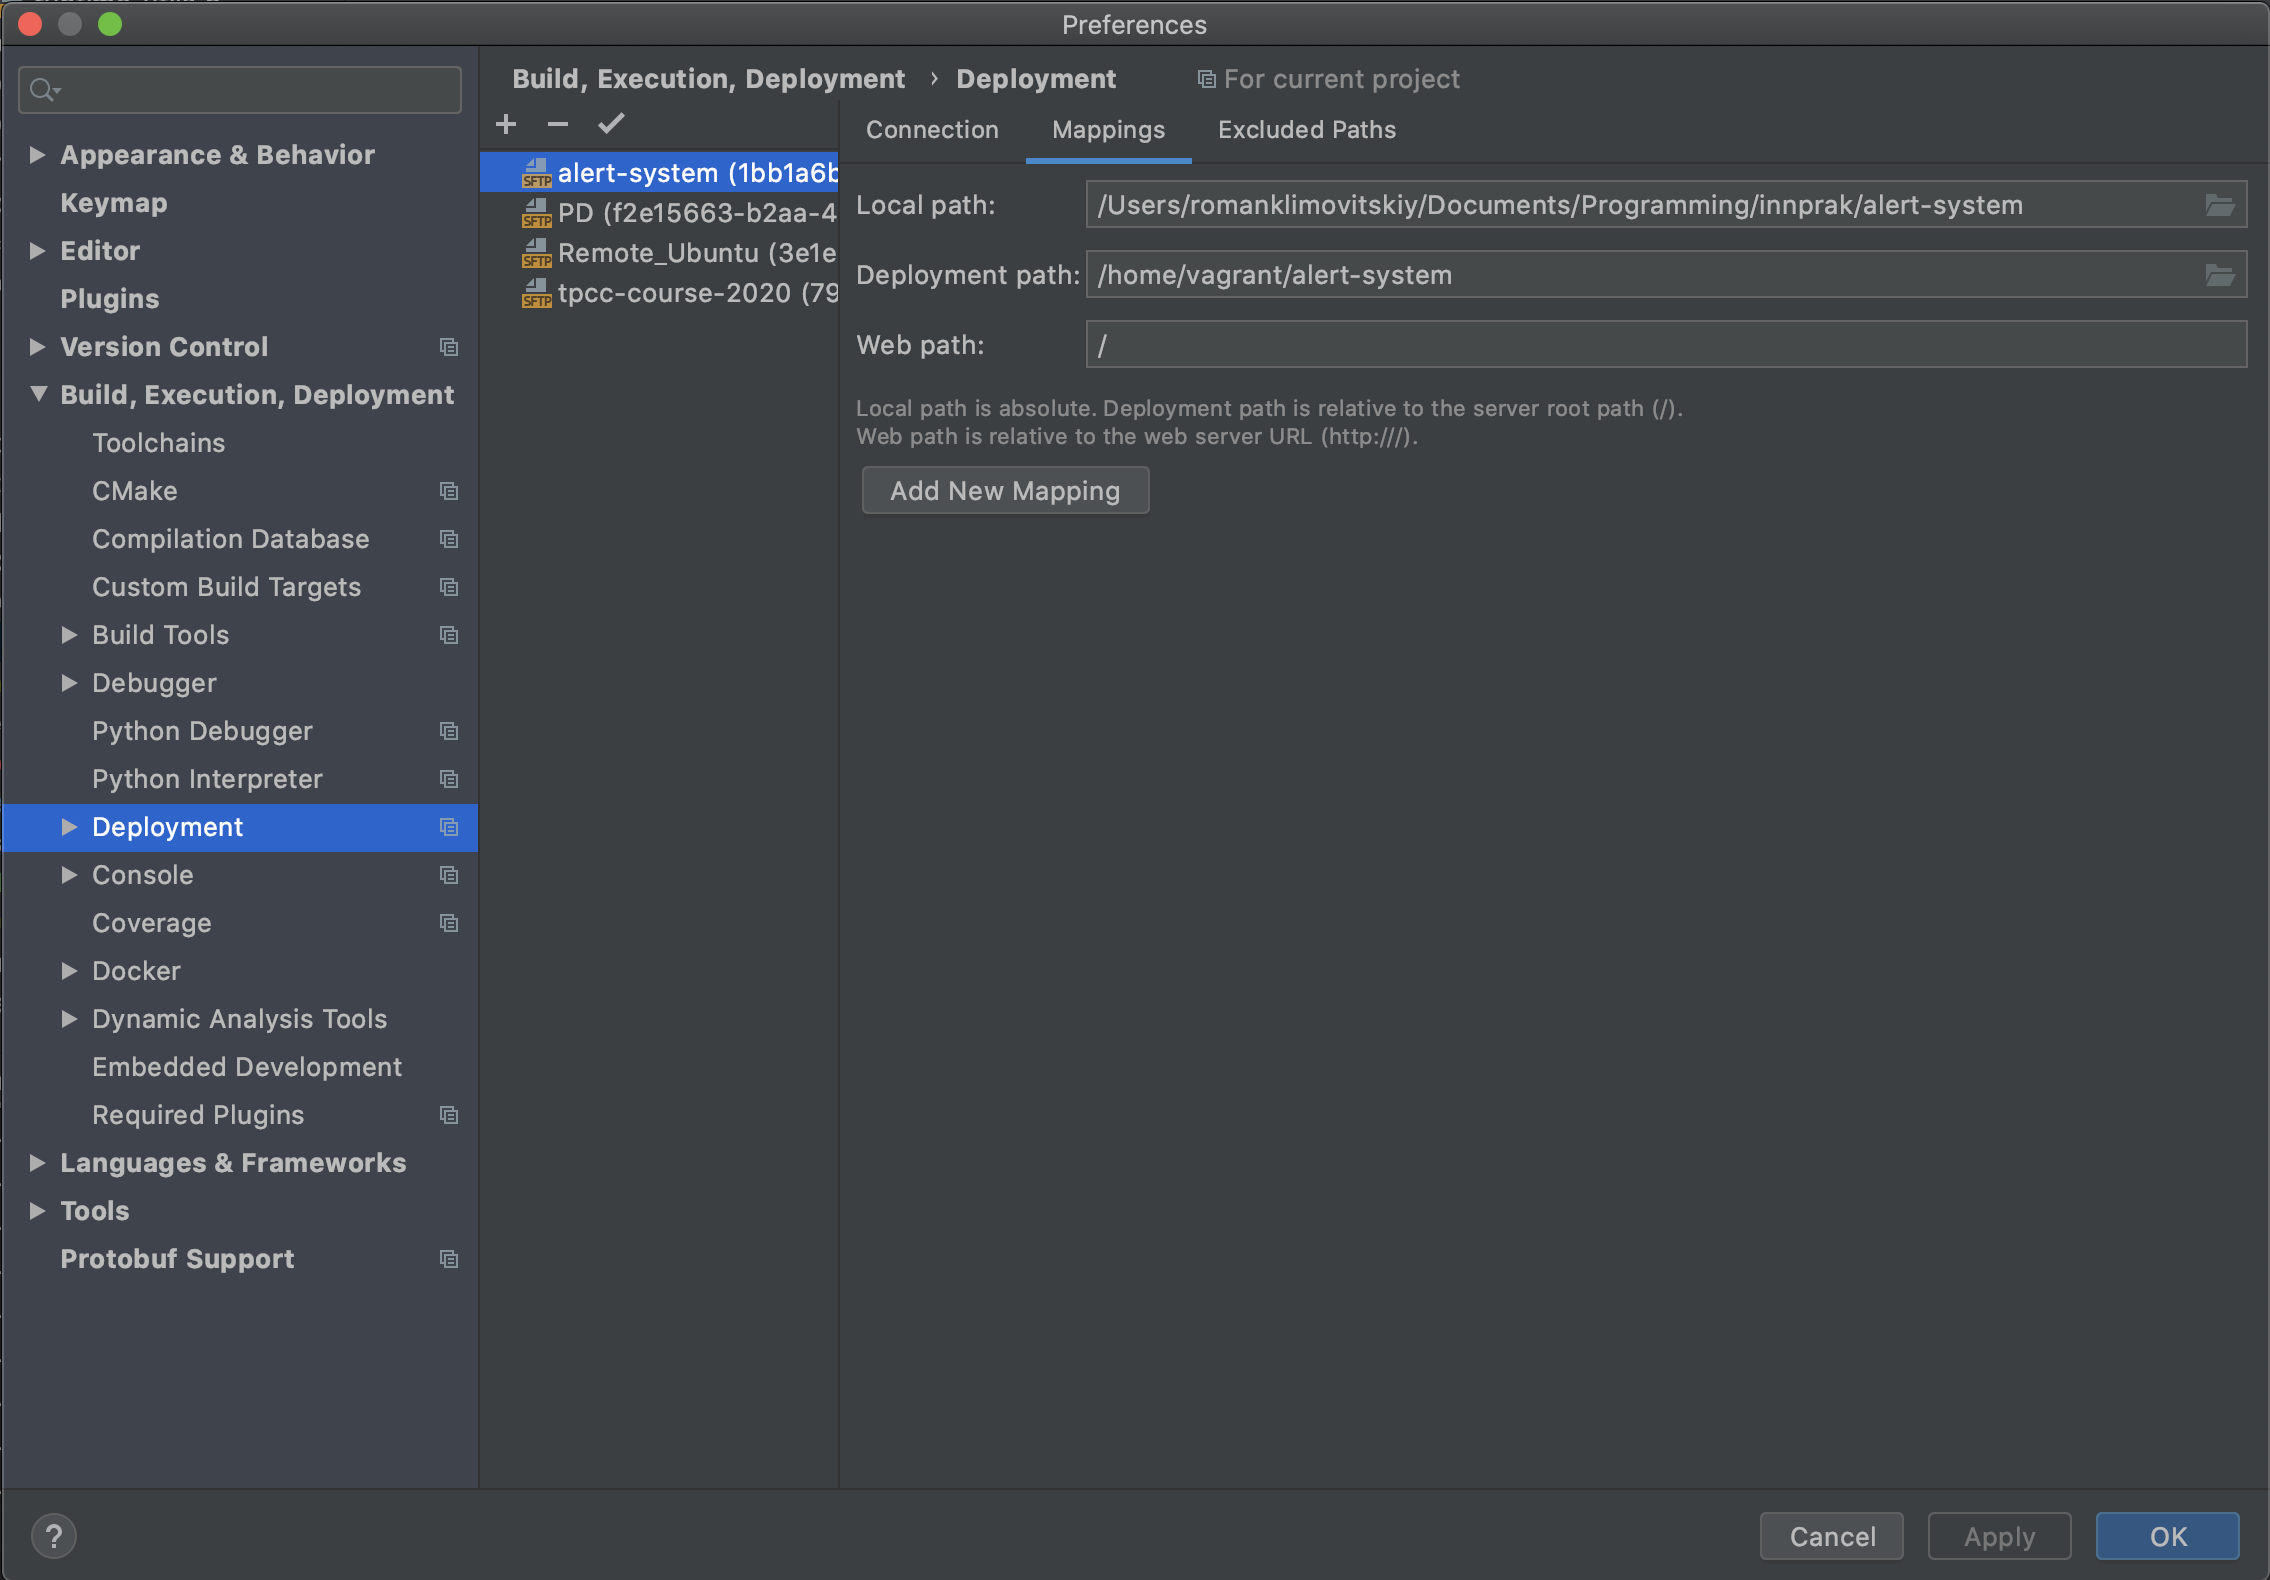 Preferences
Build, Execution, Deployment › Deployment
For current project
Appearance & Behavior
Keymap
Editor
Plugins
Version Control
Build, Execution, Deployment
Toolchains
CMake
Compilation Database
Custom Build Targets
Build Tools
Debugger
Python Debugger
Python Interpreter
Deployment
Console
Coverage
Docker
Dynamic Analysis Tools
Embedded Development
Required Plugins
Languages & Frameworks
Tools
Protobuf Support
SFTP alert-system (1bb1a6b
SFTP PD (f2e15663-b2aa-4
SFTP Remote_Ubuntu (3e1e
SFTP tpcc-course-2020 (79
Connection Mappings Excluded Paths
Local path: /Users/romanklimovitskiy/Documents/Programming/innprak/alert-system
Deployment path: /home/vagrant/alert-system
Web path: /
Local path is absolute. Deployment path is relative to the server root path (/).
Web path is relative to the web server URL (http:///).
Add New Mapping
? Cancel Apply OK